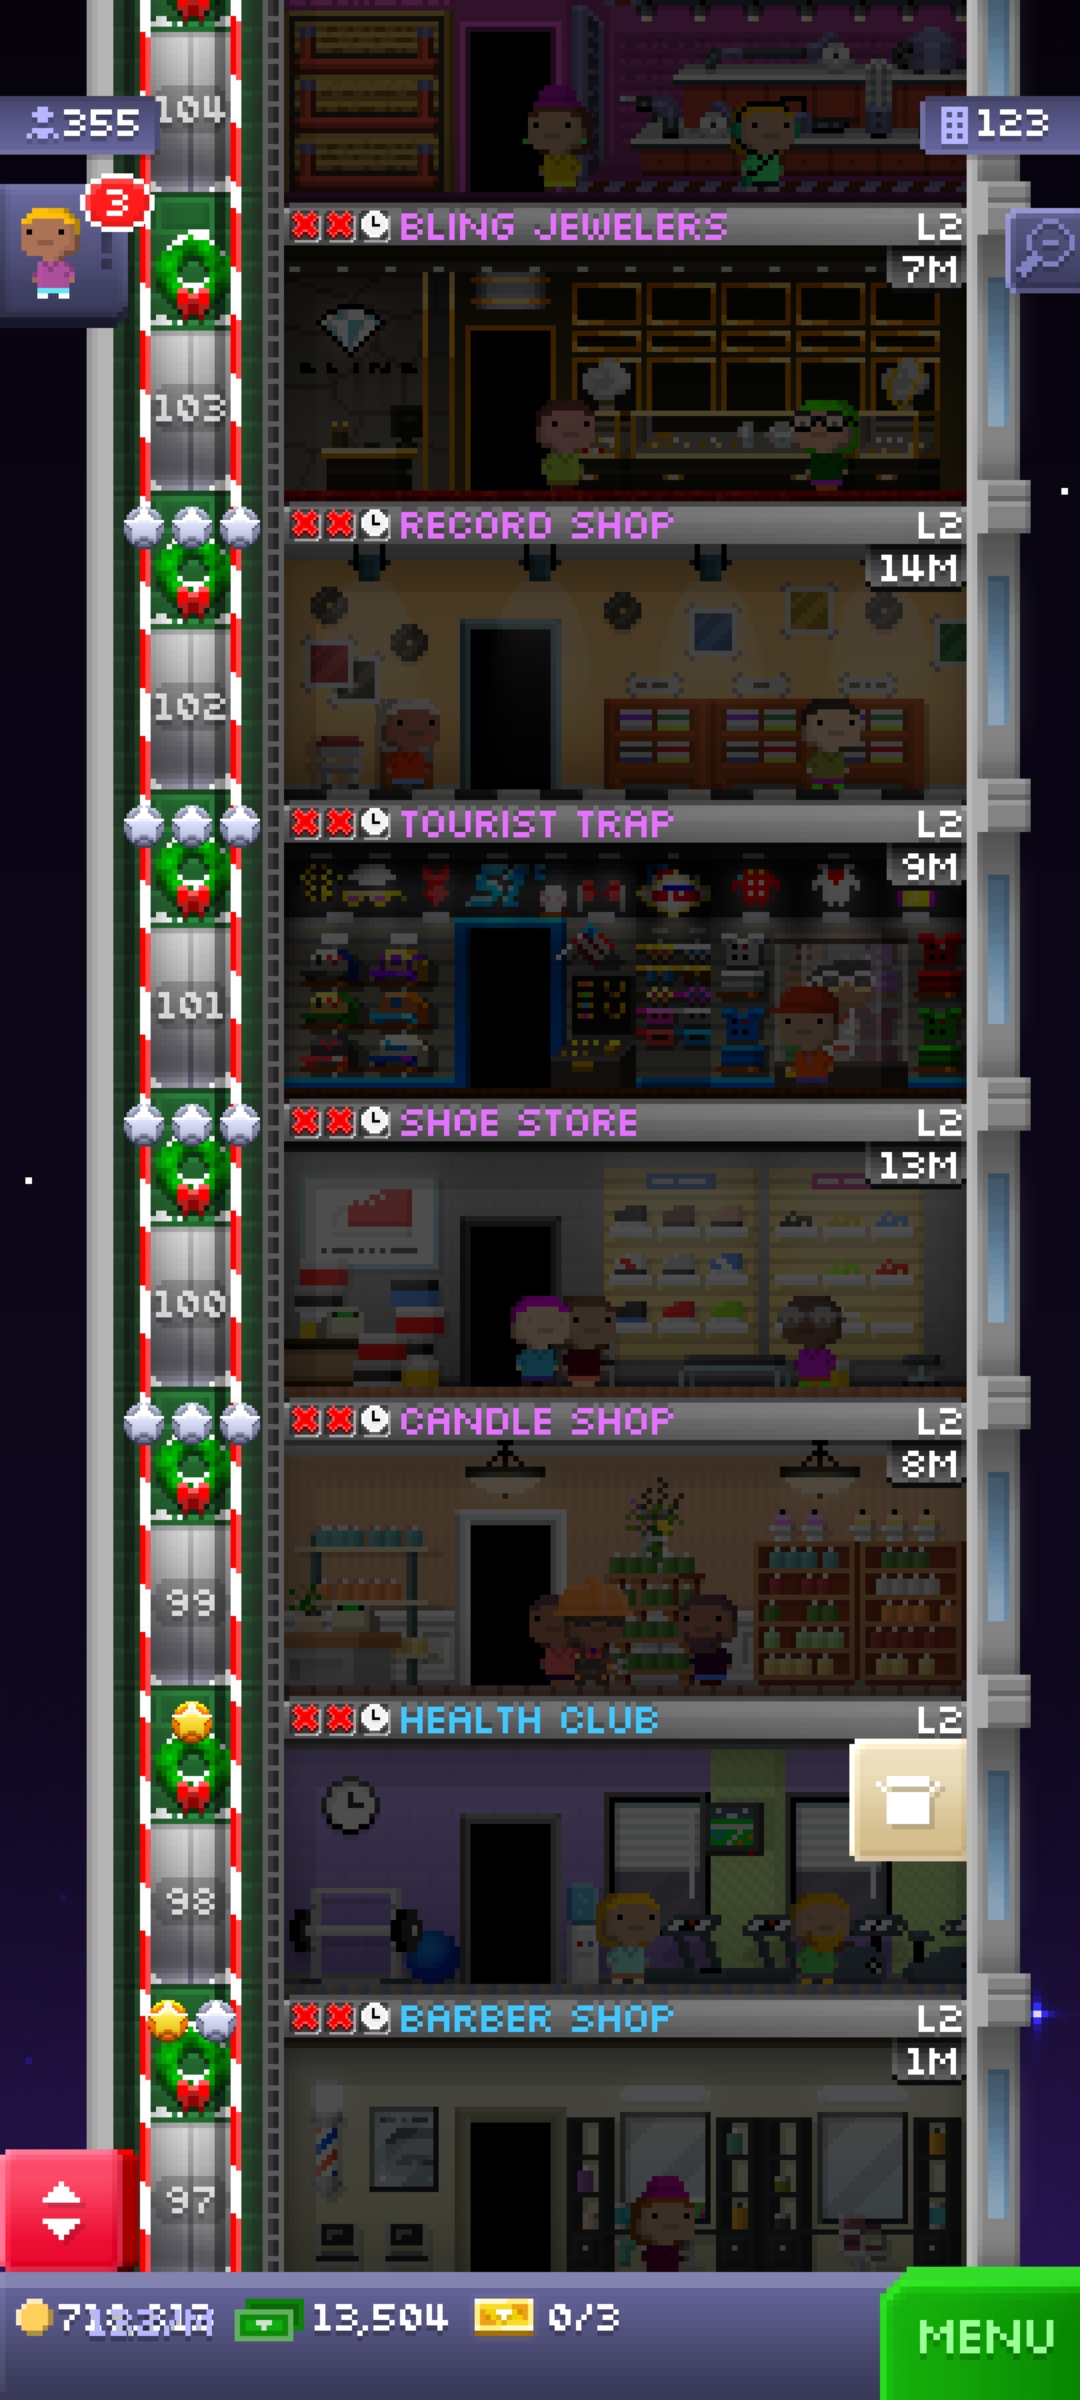 104
355
123
3
BLING JEWELERS L2
7M
BLING
103
RECORD SHOP L2
14M
102
TOURIST TRAP L2
9M
101
SHOE STORE L2
13M
100
CANDLE SHOP L2
8M
99
HEALTH CLUB L2
98
BARBER SHOP L2
1M
97
13,504
0/3
MENU